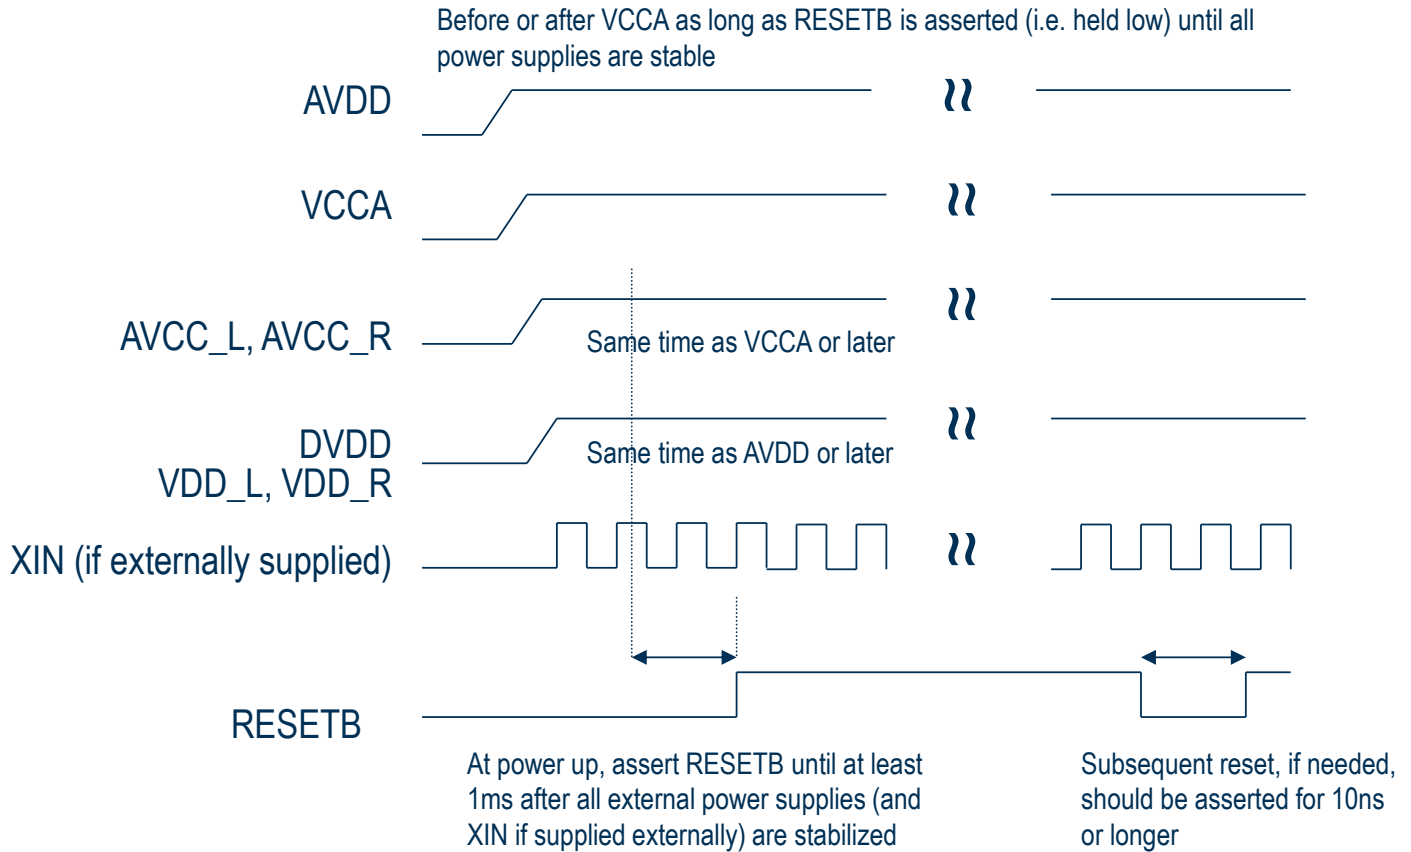 Before or after VCCA as long as RESETB is asserted (i.e. held low) until all
power supplies are stable
AVDD
VCCA
AVCC_L, AVCC_R
Same time as VCCA or later
DVDD
VDD_L, VDD_R
Same time as AVDD or later
XIN (if externally supplied)
RESETB
At power up, assert RESETB until at least
1ms after all external power supplies (and
XIN if supplied externally) are stabilized
Subsequent reset, if needed,
should be asserted for 10ns
or longer